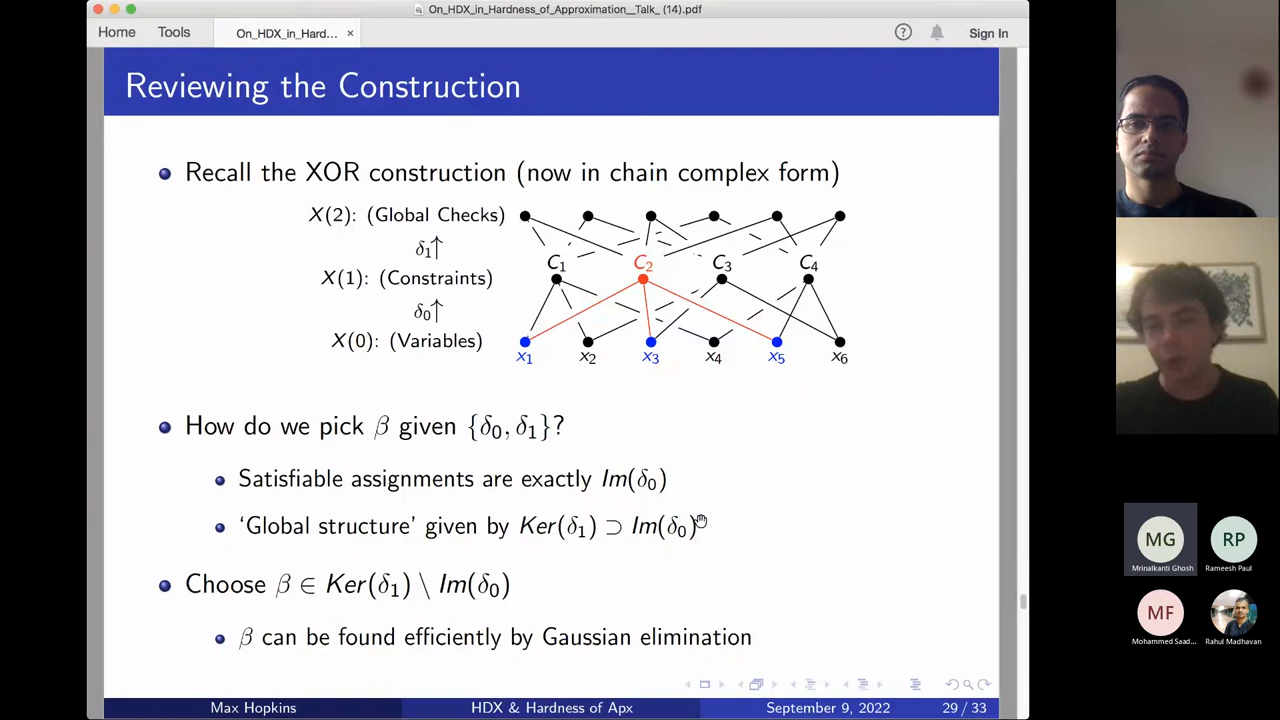 On_HDX_in_Hardness_of_Approximation__Talk_ (14).pdf
Home Tools On_HDX_in_Hard... × Sign In
Reviewing the Construction
Recall the XOR construction (now in chain complex form)
X(2): (Global Checks)
δ₁↑
C₁ C₂ C₃ C₄
X(1): (Constraints)
δ₀↑
X(0): (Variables)
x₁ x₂ x₃ x₄ x₅ x₆
How do we pick β given {δ₀, δ₁}?
Satisfiable assignments are exactly Im(δ₀)
‘Global structure’ given by Ker(δ₁) ⊃ Im(δ₀)
Choose β ∈ Ker(δ₁) \ Im(δ₀)
β can be found efficiently by Gaussian elimination
Max Hopkins HDX & Hardness of Apx September 9, 2022 29 / 33
MG RP
Mrinalkanti Ghosh Rameesh Paul
MF
Mohammed Saad... Rahul Madhavan